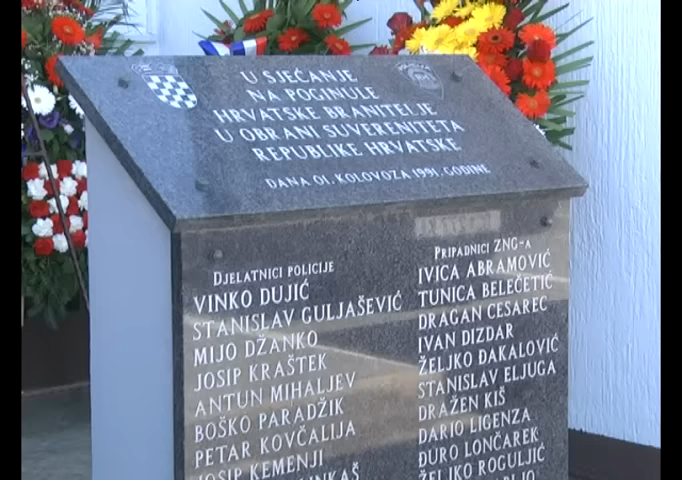 U SJEĆANJE
NA POGINULE
HRVATSKE BRANITELJE
U OBRANI SUVERENITETA
REPUBLIKE HRVATSKE
DANA 01. KOLOVOZA 1991. GODINE
DJELATNICI POLICIJE
VINKO DUJIĆ
STANISLAV GULJAŠEVIĆ
MIJO DŽANKO
JOSIP KRAŠTEK
ANTUN MIHALJEV
BOŠKO PARADŽIK
PETAR KOVČALIJA
JOSIP KEMENJI
PRIPADNICI ZNG-A
IVICA ABRAMOVIĆ
TUNICA BELEČETIĆ
DRAGAN CESAREC
IVAN DIZDAR
ŽELJKO ĐAKALOVIĆ
STANISLAV ELJUGA
DRAŽEN KIŠ
DARIO LIGENZA
ĐURO LONČAREK
ŽELJKO ROGULJIĆ